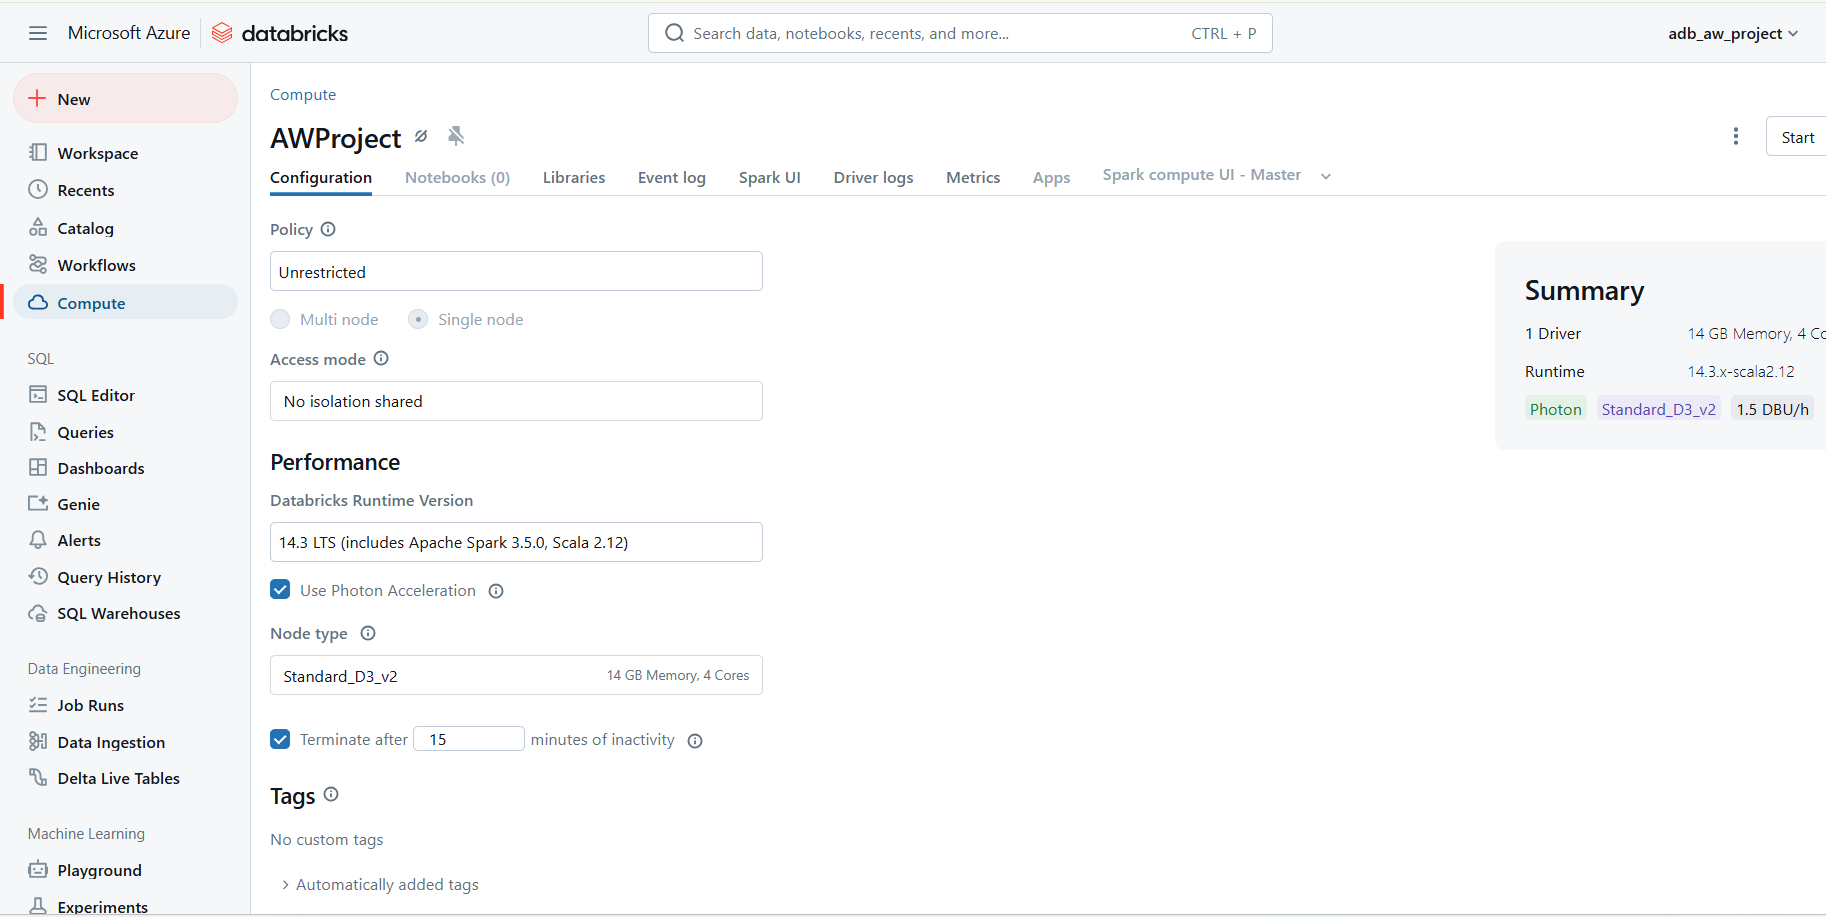 Microsoft Azure databricks
Search data, notebooks, recents, and more... CTRL + P
adb_aw_project
New
Workspace
Recents
Catalog
Workflows
Compute
SQL
SQL Editor
Queries
Dashboards
Genie
Alerts
Query History
SQL Warehouses
Data Engineering
Job Runs
Data Ingestion
Delta Live Tables
Machine Learning
Playground
Experiments
Compute
AWProject
Start
Configuration Notebooks (0) Libraries Event log Spark UI Driver logs Metrics Apps Spark compute UI - Master
Policy
Unrestricted
Multi node Single node
Access mode
No isolation shared
Performance
Databricks Runtime Version
14.3 LTS (includes Apache Spark 3.5.0, Scala 2.12)
Use Photon Acceleration
Node type
Standard_D3_v2 14 GB Memory, 4 Cores
Terminate after 15 minutes of inactivity
Tags
No custom tags
Automatically added tags
Summary
1 Driver 14 GB Memory, 4 Co
Runtime 14.3.x-scala2.12
Photon Standard_D3_v2 1.5 DBU/h